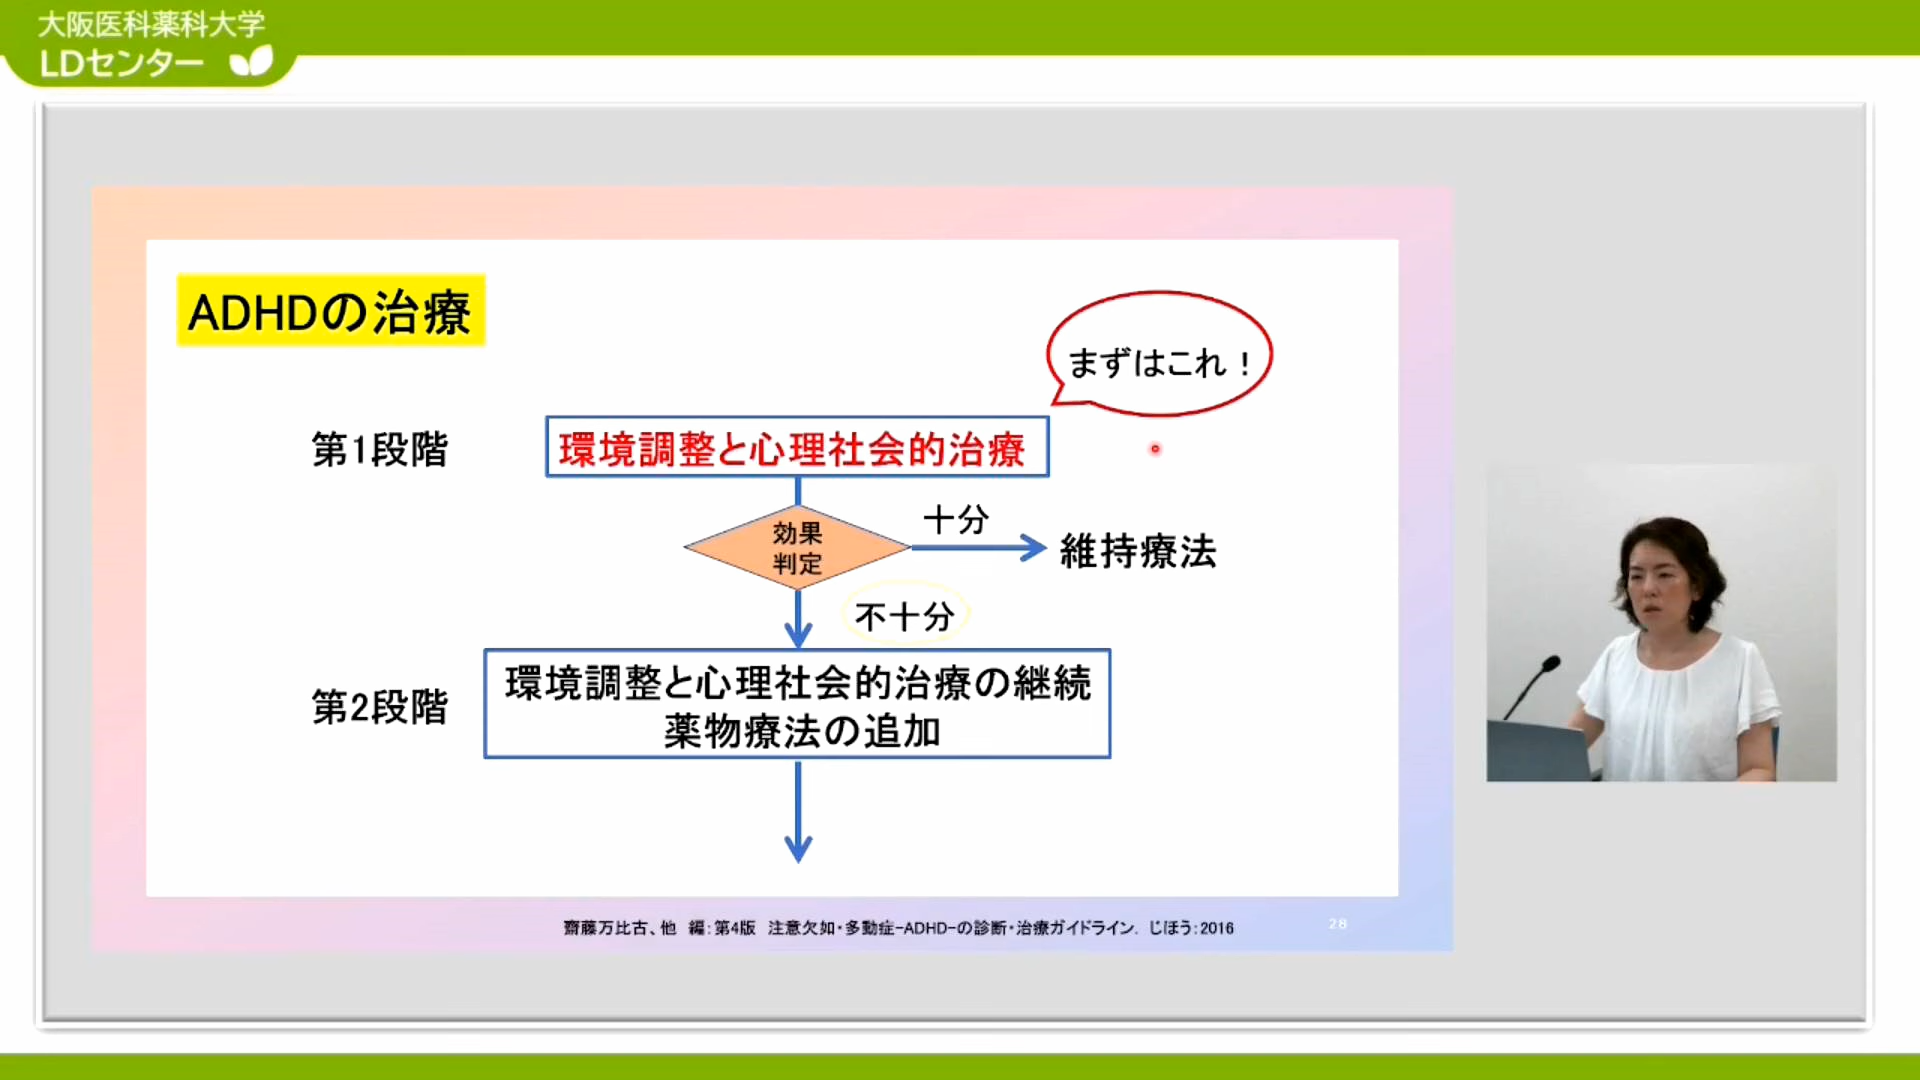 大阪医科薬科大学
LDセンター
ADHDの治療
まずはこれ！
第1段階
環境調整と心理社会的治療
効果
判定
十分
維持療法
不十分
第2段階
環境調整と心理社会的治療の継続
薬物療法の追加
齋藤万比古、他　編：第4版　注意欠如・多動症-ADHD-の診断・治療ガイドライン．じほう：2016
28